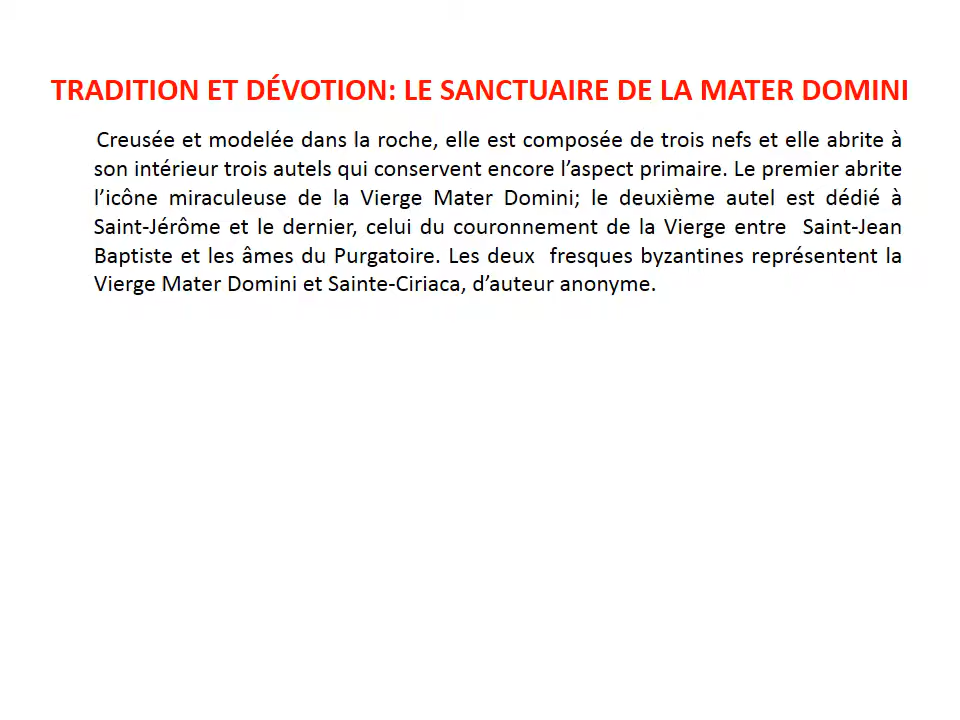 TRADITION ET DÉVOTION: LE SANCTUAIRE DE LA MATER DOMINI
Creusée et modelée dans la roche, elle est composée de trois nefs et elle abrite à
son intérieur trois autels qui conservent encore l’aspect primaire. Le premier abrite
l’icône miraculeuse de la Vierge Mater Domini; le deuxième autel est dédié à
Saint-Jérôme et le dernier, celui du couronnement de la Vierge entre  Saint-Jean
Baptiste et les âmes du Purgatoire. Les deux  fresques byzantines représentent la
Vierge Mater Domini et Sainte-Ciriaca, d’auteur anonyme.